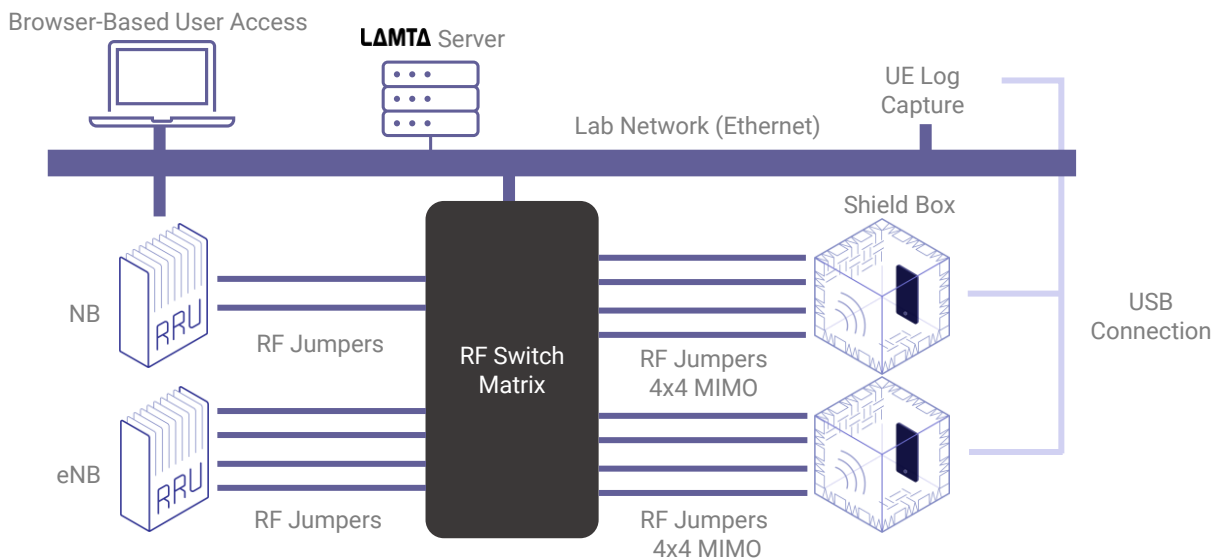 Browser-Based User Access
LAMTA Server
UE Log
Capture
Lab Network (Ethernet)
Shield Box
NB
RRU
RF Jumpers
RF Switch
Matrix
RF Jumpers
4x4 MIMO
USB
Connection
eNB
RRU
RF Jumpers
RF Jumpers
4x4 MIMO